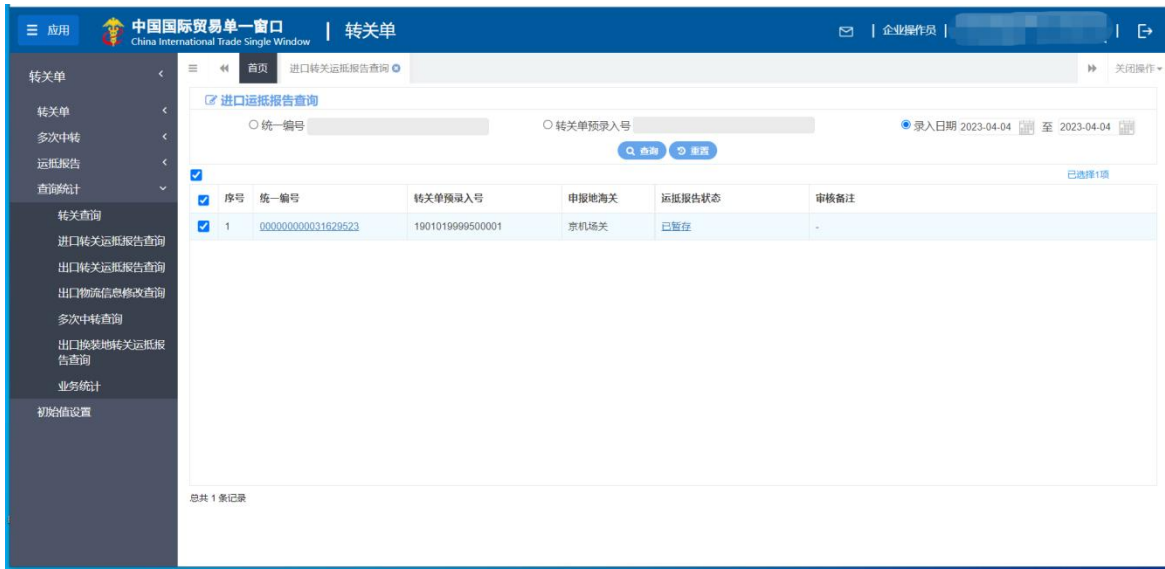 应用
中国国际贸易单一窗口
China International Trade Single Window
转关单
企业操作员
转关单
首页
进口转关运抵报告查询
关闭操作
转关单
多次中转
运抵报告
查询统计
转关查询
进口转关运抵报告查询
出口转关运抵报告查询
出口物流信息修改查询
多次中转查询
出口换装地转关运抵报
告查询
业务统计
初始值设置
进口运抵报告查询
统一编号 转关单预录入号 录入日期 2023-04-04 至 2023-04-04
查询 重置
已选择1项
序号 统一编号 转关单预录入号 申报地海关 运抵报告状态 审核备注
1 000000000031629523 1901019999500001 京机场关 已暂存 -
总共 1 条记录